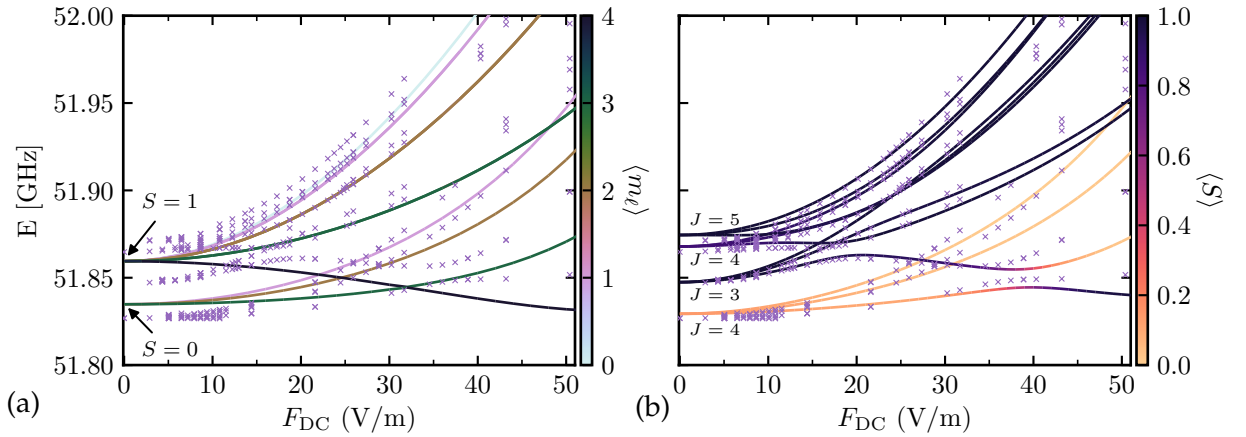 52.00
51.95
51.90
51.85
51.80
E [GHz]
S = 1
S = 0
0 10 20 30 40 50
F_DC (V/m)
(a)
4
3
2
1
0
⟨m_ℓ⟩
J = 5
J = 4
J = 3
J = 4
0 10 20 30 40 50
F_DC (V/m)
(b)
1.0
0.8
0.6
0.4
0.2
0.0
⟨S⟩